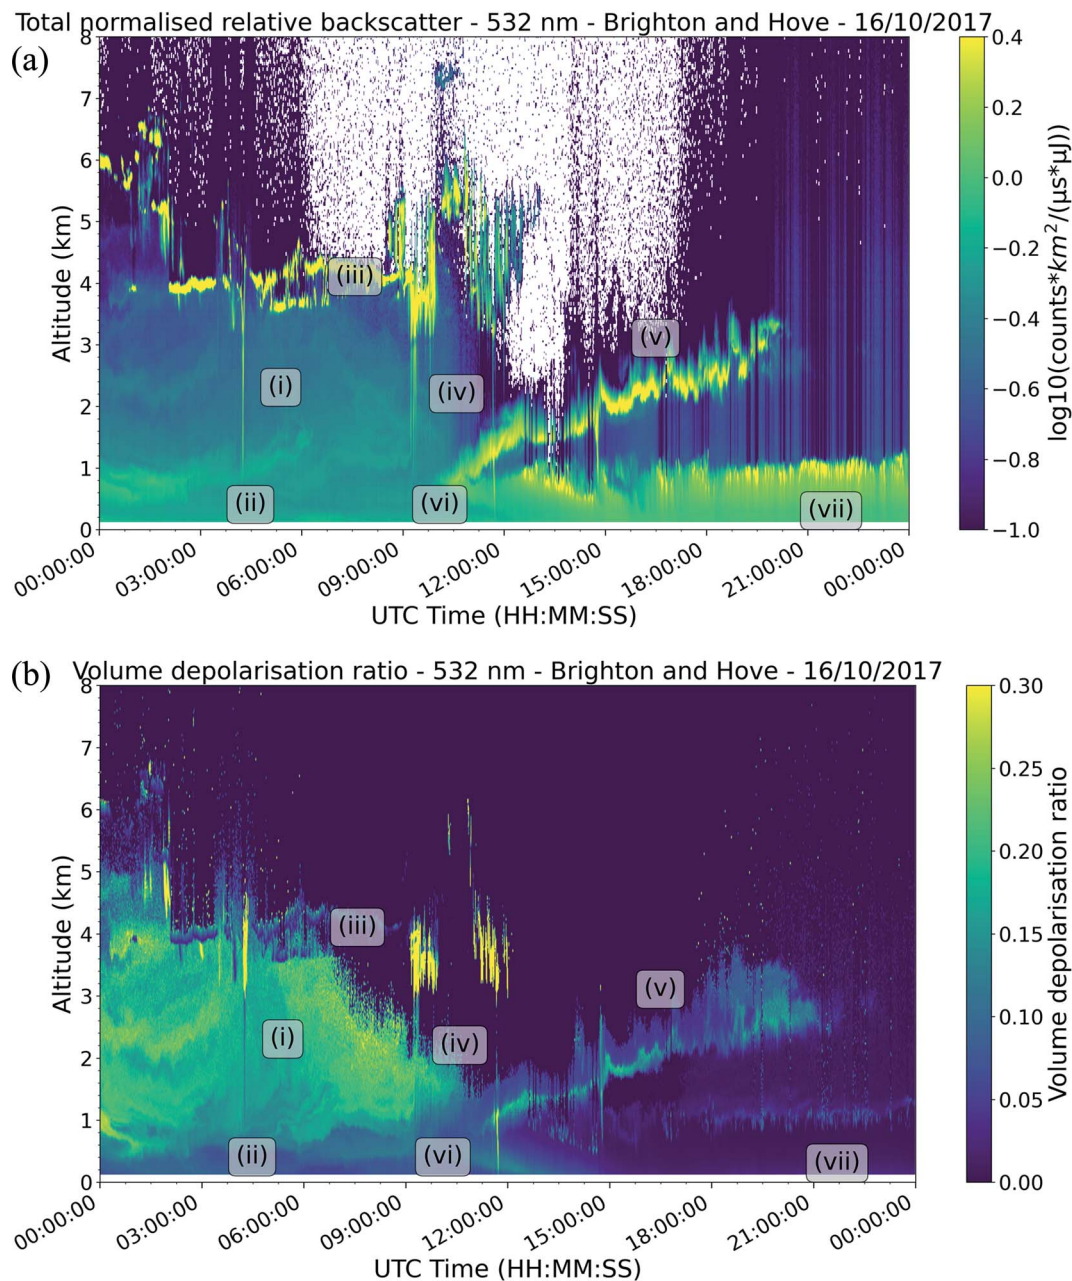 Total normalised relative backscatter - 532 nm - Brighton and Hove - 16/10/2017
(a)
8
7
6
5
4
3
2
1
0
Altitude (km)
(i)
(ii)
(iii)
(iv)
(v)
(vi)
(vii)
00:00:00
03:00:00
06:00:00
09:00:00
12:00:00
15:00:00
18:00:00
21:00:00
00:00:00
UTC Time (HH:MM:SS)
0.4
0.2
0.0
−0.2
−0.4
−0.6
−0.8
−1.0
log10(counts*km²/(μs*μJ))
(b)
Volume depolarisation ratio - 532 nm - Brighton and Hove - 16/10/2017
8
7
6
5
4
3
2
1
0
Altitude (km)
(i)
(ii)
(iii)
(iv)
(v)
(vi)
(vii)
00:00:00
03:00:00
06:00:00
09:00:00
12:00:00
15:00:00
18:00:00
21:00:00
00:00:00
UTC Time (HH:MM:SS)
0.30
0.25
0.20
0.15
0.10
0.05
0.00
Volume depolarisation ratio